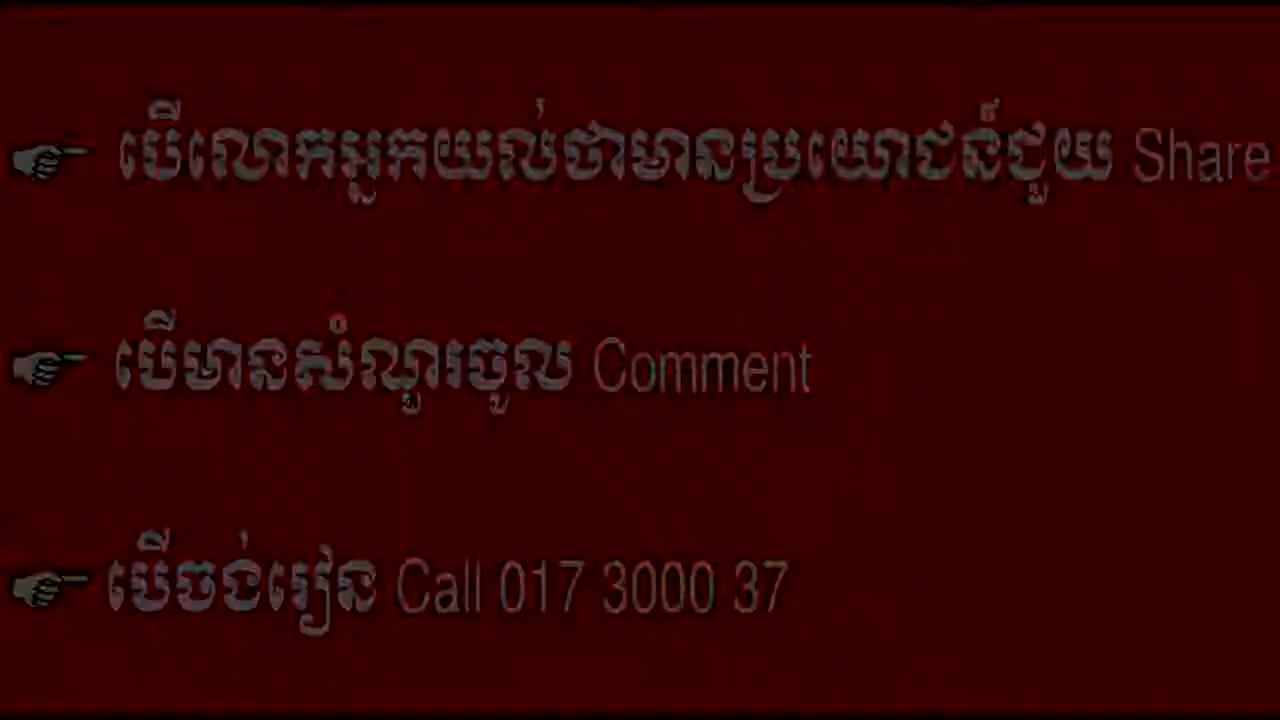 ☛ បើលោកអ្នកយល់ថាមានប្រយោជន៍ជួយ Share
☛ បើមានសំណួរចូល Comment
☛ បើចង់រៀន Call 017 3000 37